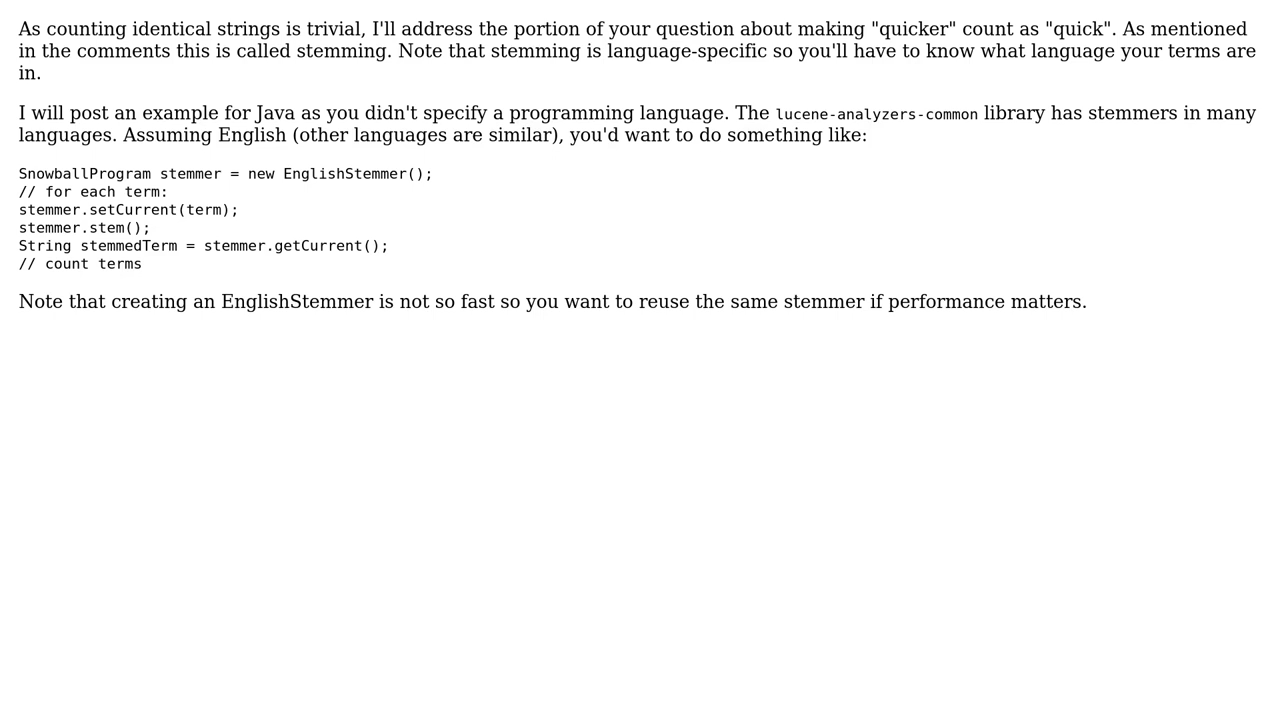 As counting identical strings is trivial, I'll address the portion of your question about making "quicker" count as "quick". As mentioned
in the comments this is called stemming. Note that stemming is language-specific so you'll have to know what language your terms are
in.
I will post an example for Java as you didn't specify a programming language. The lucene-analyzers-common library has stemmers in many
languages. Assuming English (other languages are similar), you'd want to do something like:
SnowballProgram stemmer = new EnglishStemmer();
// for each term:
stemmer.setCurrent(term);
stemmer.stem();
String stemmedTerm = stemmer.getCurrent();
// count terms
Note that creating an EnglishStemmer is not so fast so you want to reuse the same stemmer if performance matters.